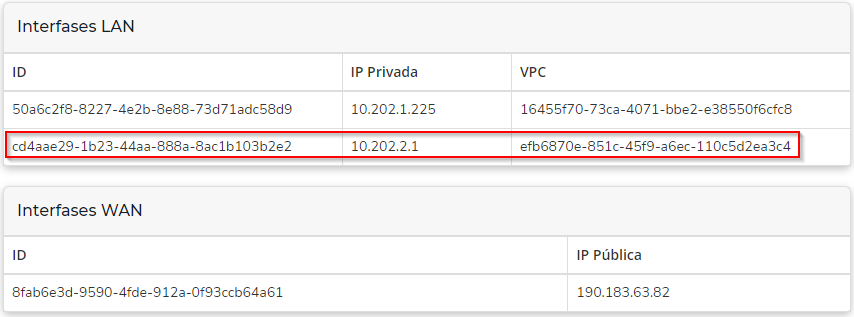 Interfases LAN
ID IP Privada VPC
50a6c2f8-8227-4e2b-8e88-73d71adc58d9 10.202.1.225 16455f70-73ca-4071-bbe2-e38550f6cfc8
cd4aae29-1b23-44aa-888a-8ac1b103b2e2 10.202.2.1 efb6870e-851c-45f9-a6ec-110c5d2ea3c4
Interfases WAN
ID IP Pública
8fab6e3d-9590-4fde-912a-0f93ccb64a61 190.183.63.82